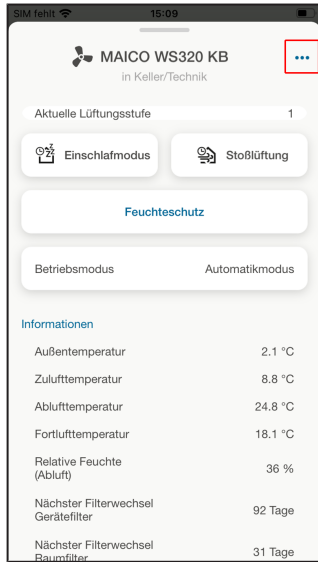 SIM fehlt 15:09
MAICO WS320 KB
in Keller/Technik
Aktuelle Lüftungsstufe 1
Einschlafmodus Stoßlüftung
Feuchteschutz
Betriebsmodus Automatikmodus
Informationen
Außentemperatur 2.1 °C
Zulufttemperatur 8.8 °C
Ablufttemperatur 24.8 °C
Fortlufttemperatur 18.1 °C
Relative Feuchte
(Abluft) 36 %
Nächster Filterwechsel
Gerätefilter 92 Tage
Nächster Filterwechsel
Raumfilter 31 Tage